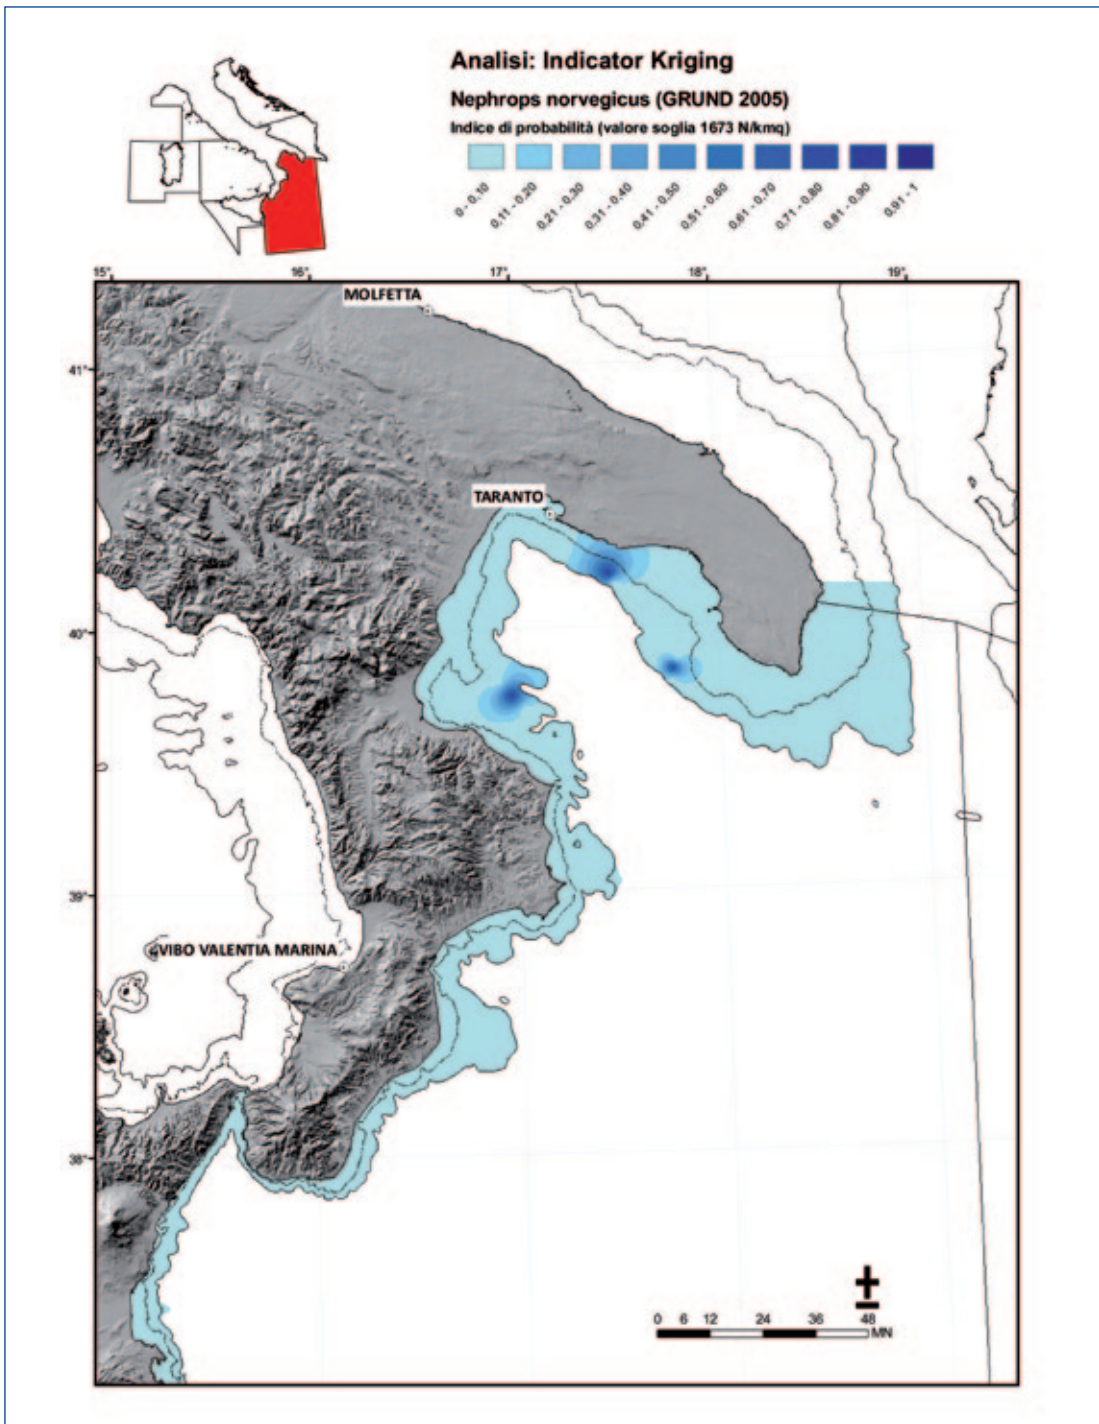 Analisi: Indicator Kriging
Nephrops norvegicus (GRUND 2005)
Indice di probabilità (valore soglia 1673 N/kmq)
0 - 0,10
0,11 - 0,20
0,21 - 0,30
0,31 - 0,40
0,41 - 0,50
0,51 - 0,60
0,61 - 0,70
0,71 - 0,80
0,81 - 0,90
0,91 - 1
15° 16° 17° 18° 19°
MOLFETTA
41°
TARANTO
40°
39°
VIBO VALENTIA MARINA
38°
0 6 12 24 36 48
MN